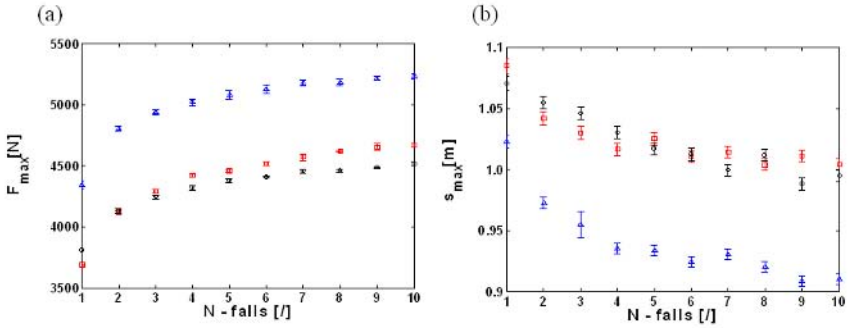 (a)
(b)
F max [N]
5500
5000
4500
4000
3500
1 2 3 4 5 6 7 8 9 10
N - falls [/]
s max [m]
1.1
1.05
1.0
0.95
0.9
1 2 3 4 5 6 7 8 9 10
N - falls [/]